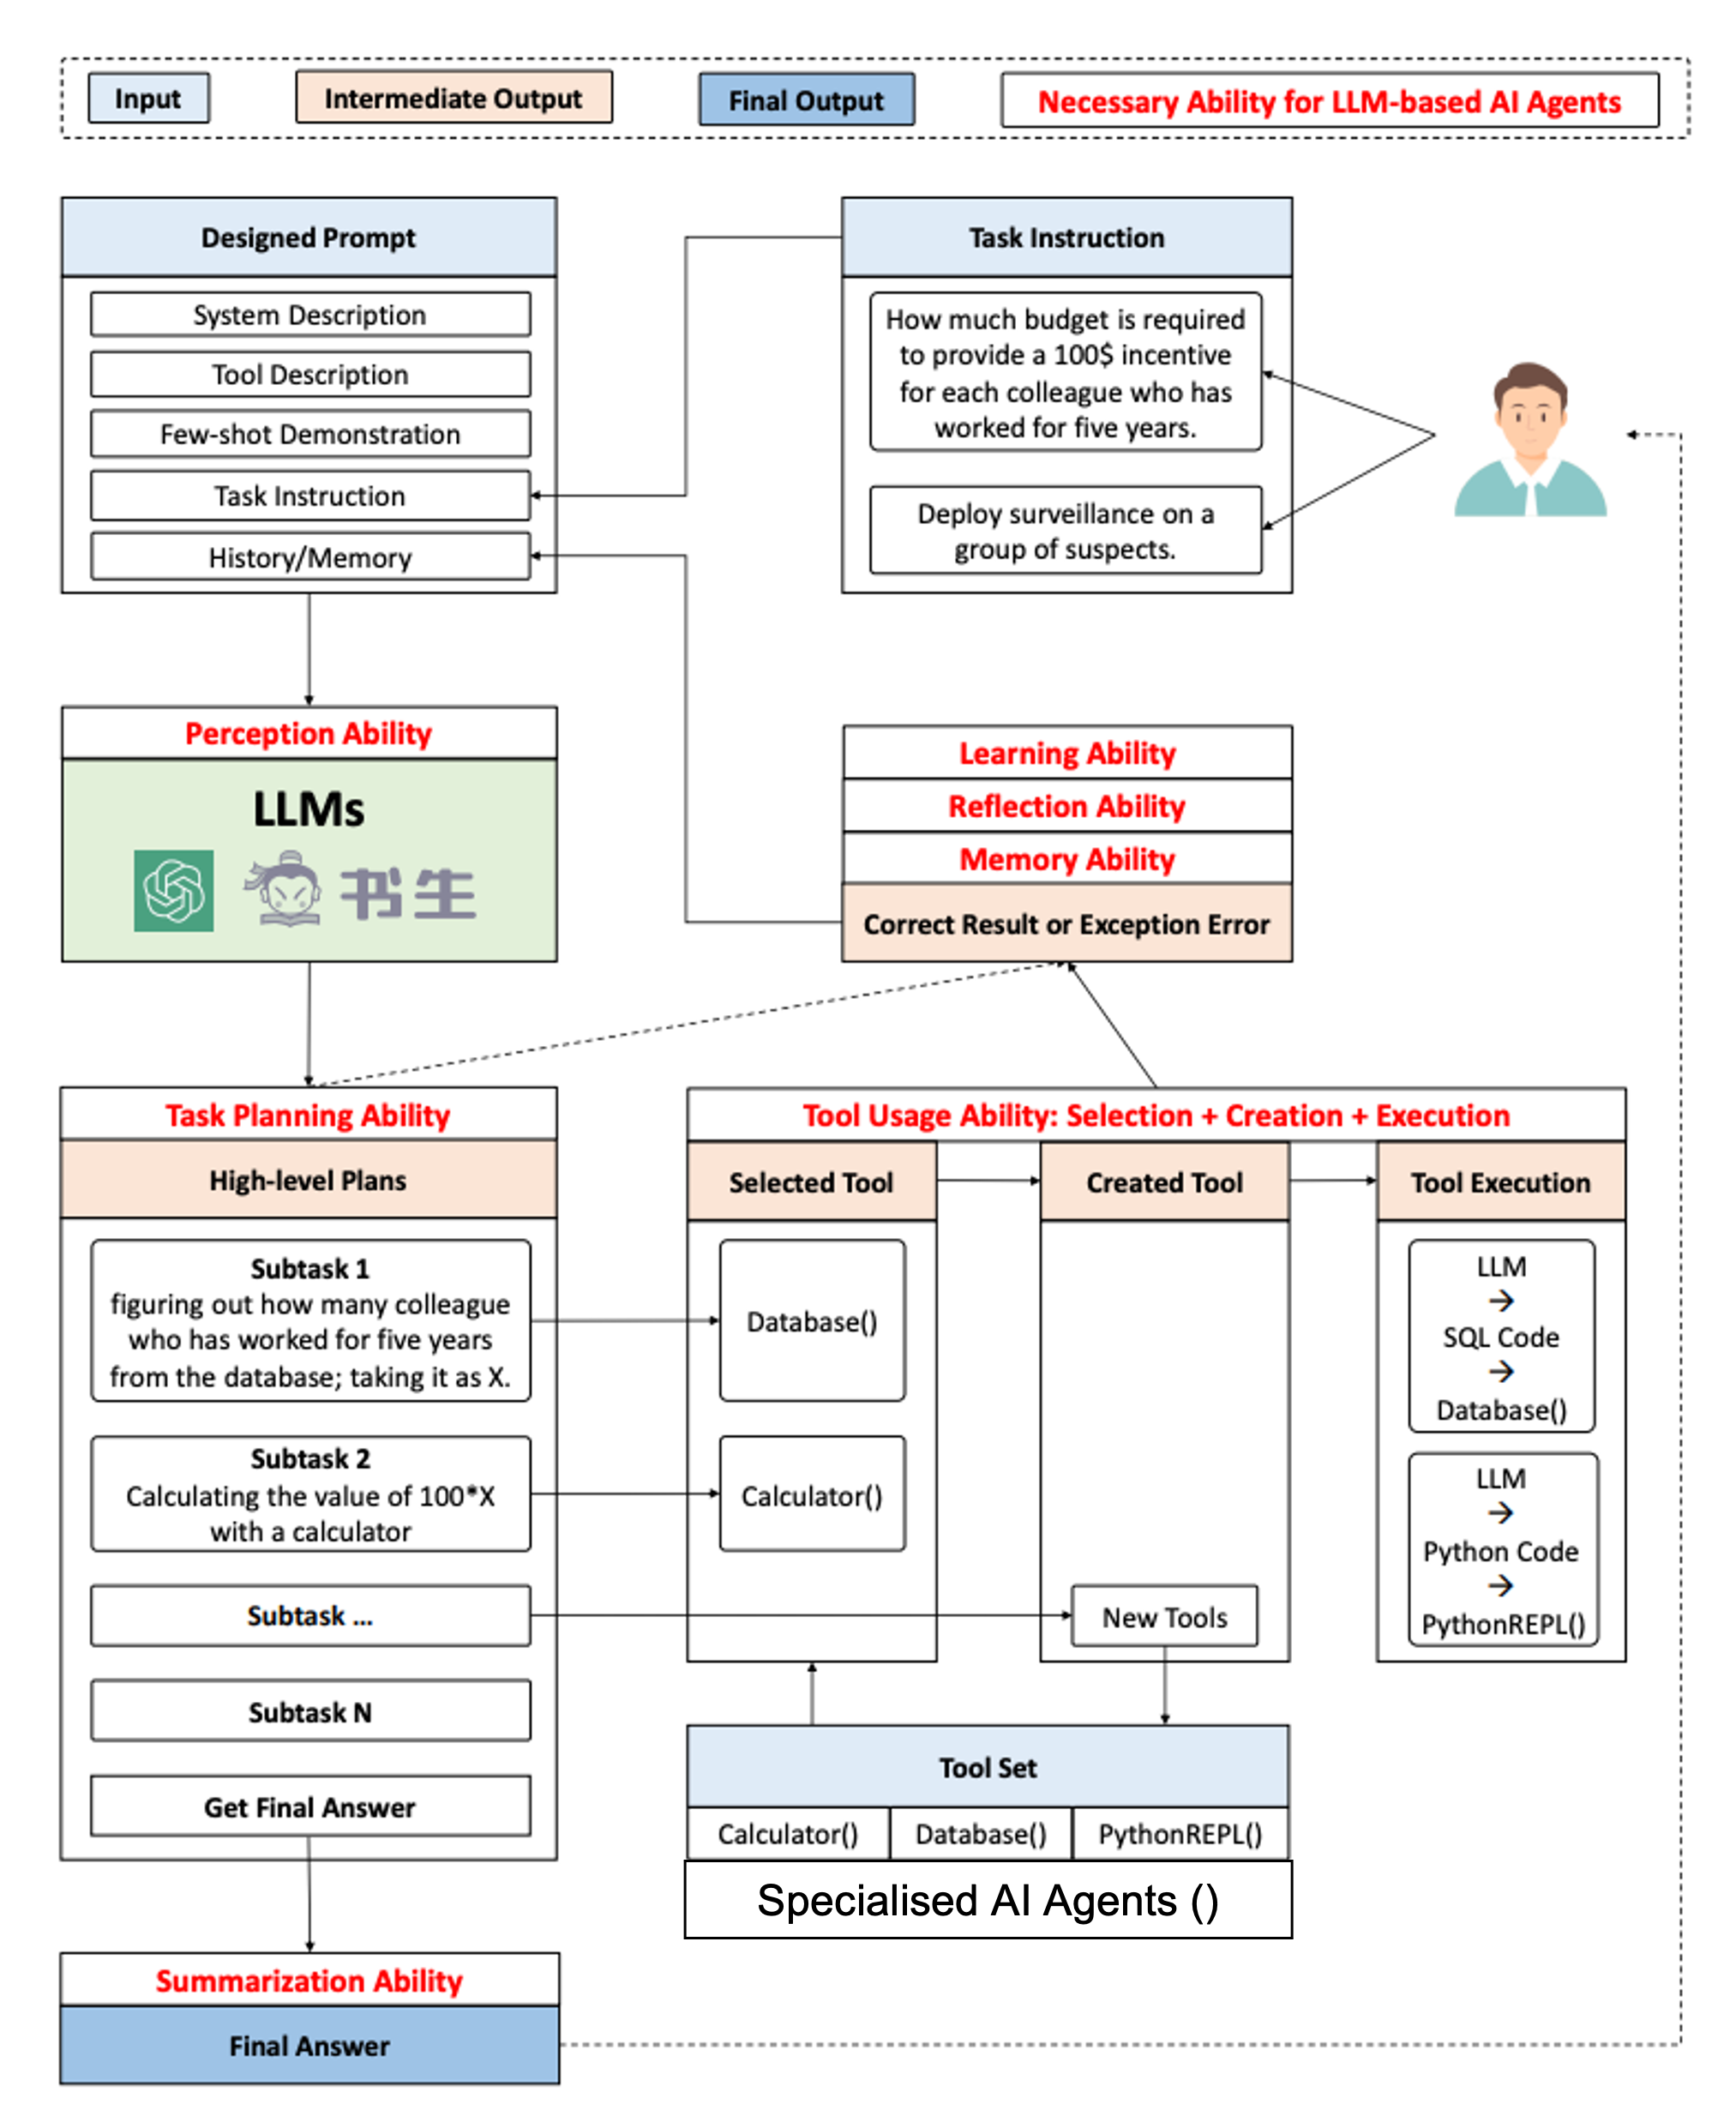 Input
Intermediate Output
Final Output
Necessary Ability for LLM-based AI Agents
Designed Prompt
System Description
Tool Description
Few-shot Demonstration
Task Instruction
History/Memory
Task Instruction
How much budget is required
to provide a 100$ incentive
for each colleague who has
worked for five years.
Deploy surveillance on a
group of suspects.
Perception Ability
LLMs
书生
Learning Ability
Reflection Ability
Memory Ability
Correct Result or Exception Error
Task Planning Ability
High-level Plans
Subtask 1
figuring out how many colleague
who has worked for five years
from the database; taking it as X.
Subtask 2
Calculating the value of 100*X
with a calculator
Subtask ...
Subtask N
Get Final Answer
Tool Usage Ability: Selection + Creation + Execution
Selected Tool
Database()
Calculator()
Created Tool
New Tools
Tool Execution
LLM
→
SQL Code
→
Database()
LLM
→
Python Code
→
PythonREPL()
Tool Set
Calculator()
Database()
PythonREPL()
Specialised AI Agents ()
Summarization Ability
Final Answer